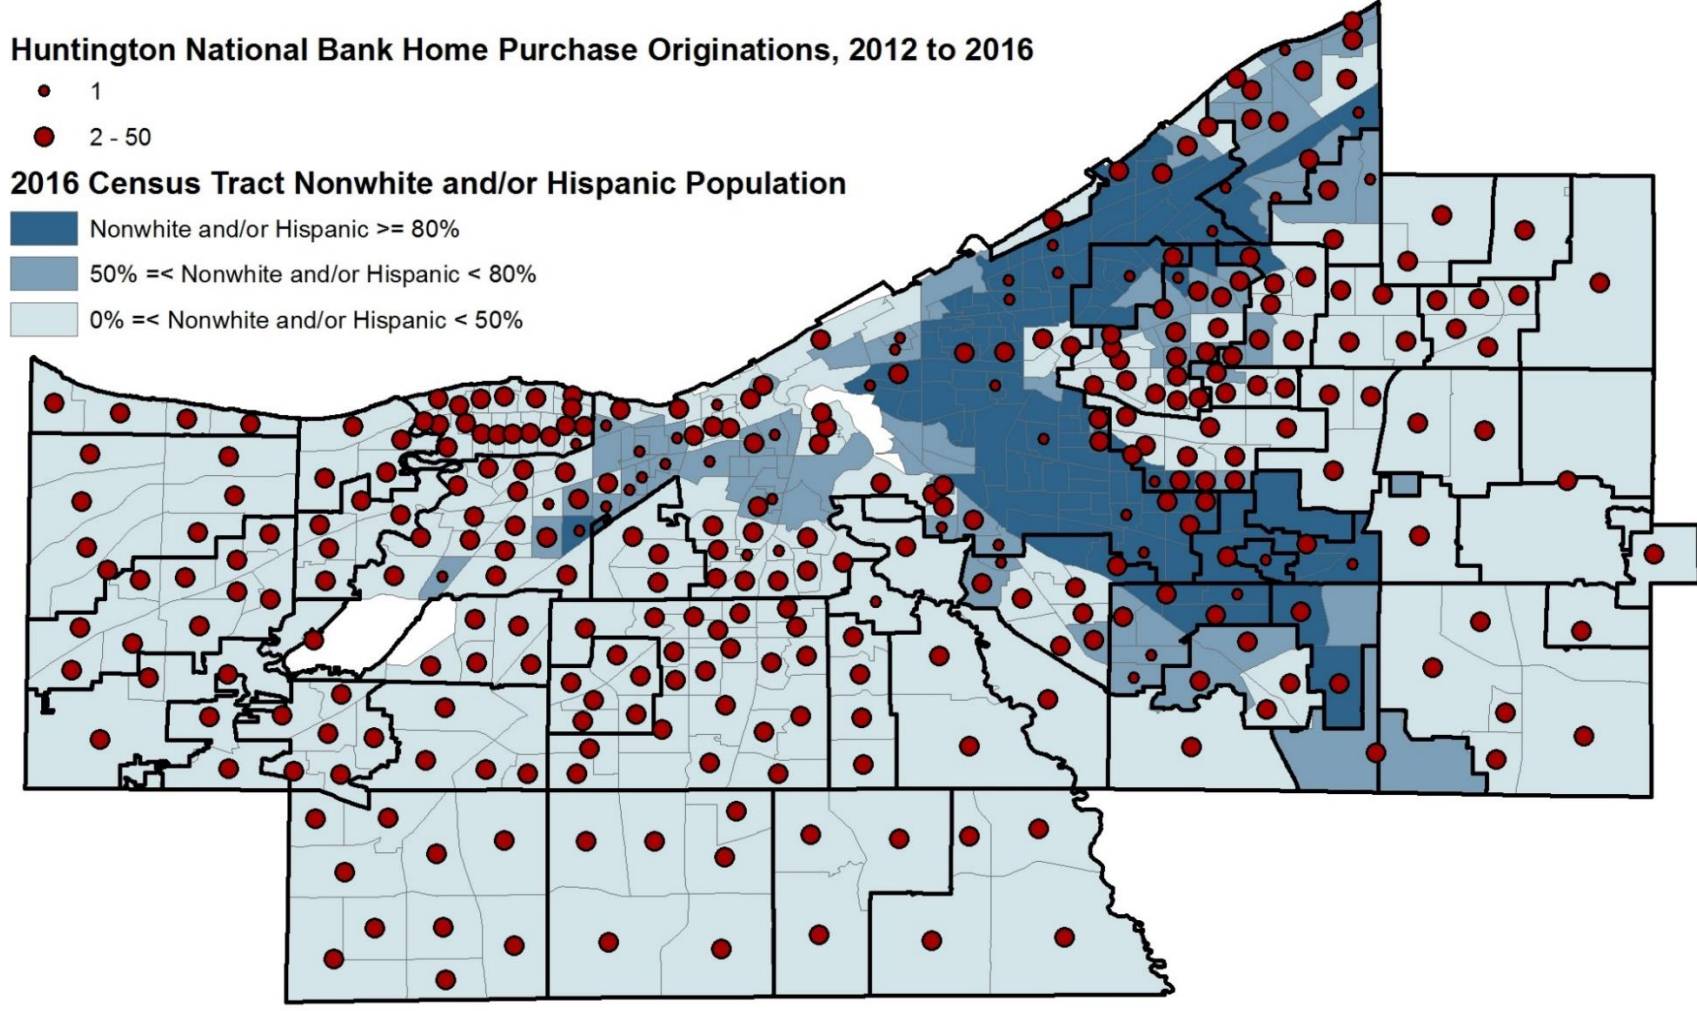 Huntington National Bank Home Purchase Originations, 2012 to 2016
1
2 - 50
2016 Census Tract Nonwhite and/or Hispanic Population
Nonwhite and/or Hispanic >= 80%
50% =< Nonwhite and/or Hispanic < 80%
0% =< Nonwhite and/or Hispanic < 50%